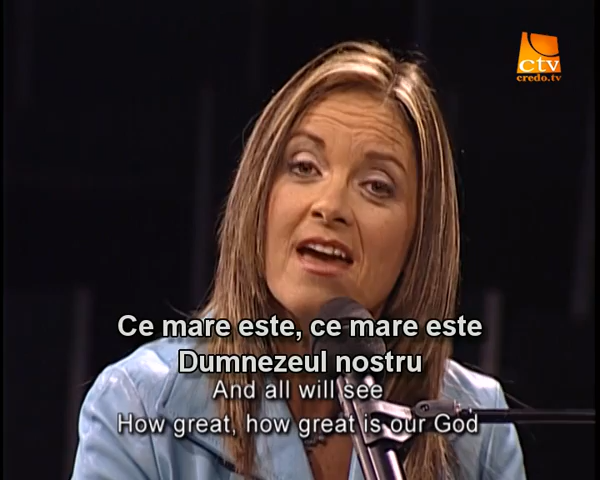 ctv
credo.tv
Ce mare este, ce mare este
Dumnezeul nostru
And all will see
How great, how great is our God